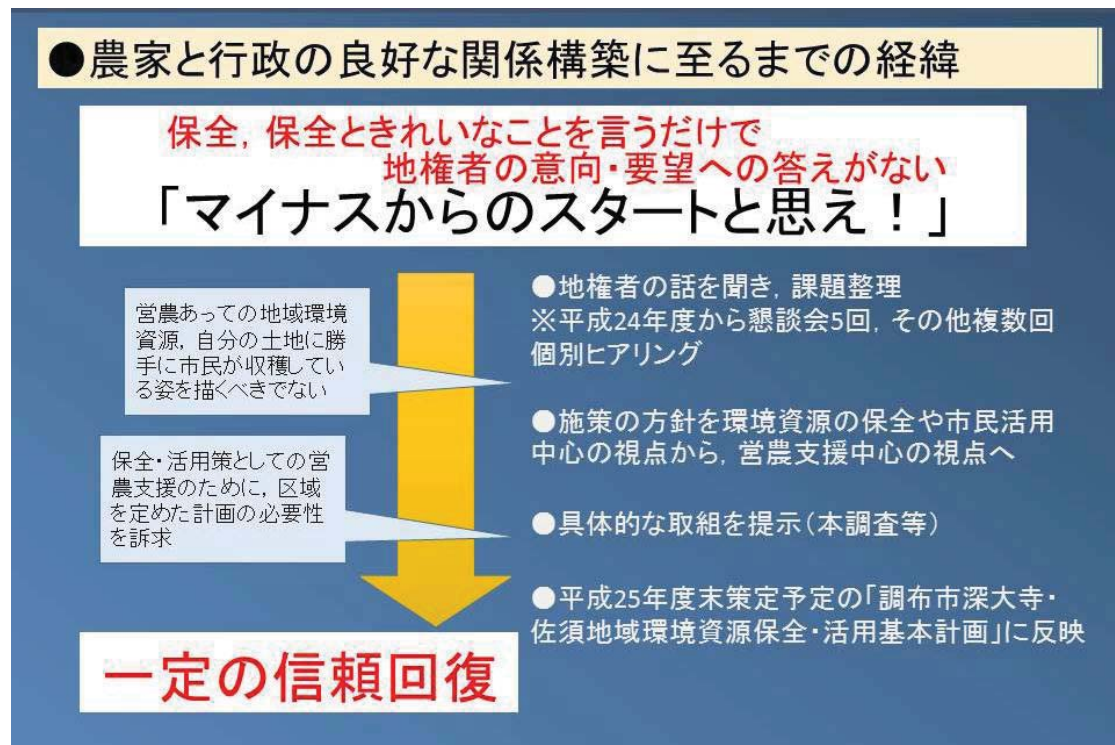 ●農家と行政の良好な関係構築に至るまでの経緯
保全，保全ときれいなことを言うだけで
地権者の意向・要望への答えがない
「マイナスからのスタートと思え！」
●地権者の話を聞き，課題整理
※平成24年度から懇談会5回，その他複数回
個別ヒアリング
営農あっての地域環境
資源，自分の土地に勝
手に市民が収穫してい
る姿を描くべきでない
●施策の方針を環境資源の保全や市民活用
中心の視点から，営農支援中心の視点へ
保全・活用策としての営
農支援のために，区域
を定めた計画の必要性
を訴求
●具体的な取組を提示（本調査等）
●平成25年度末策定予定の「調布市深大寺・
佐須地域環境資源保全・活用基本計画」に反映
一定の信頼回復